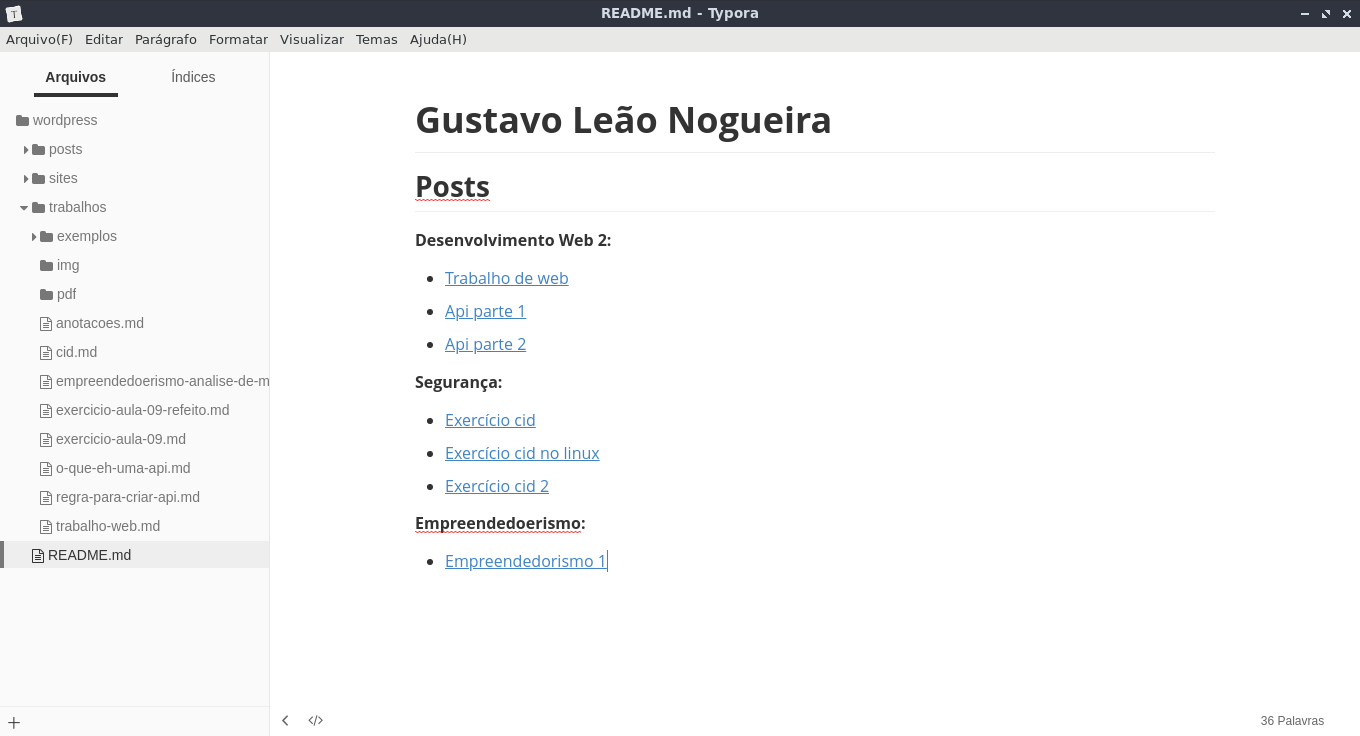 README.md - Typora
Arquivo(F) Editar Parágrafo Formatar Visualizar Temas Ajuda(H)
Arquivos Índices
wordpress
posts
sites
trabalhos
exemplos
img
pdf
anotacoes.md
cid.md
empreendedoerismo-analise-de-m
exercicio-aula-09-refeito.md
exercicio-aula-09.md
o-que-eh-uma-api.md
regra-para-criar-api.md
trabalho-web.md
README.md
Gustavo Leão Nogueira
Posts
Desenvolvimento Web 2:
Trabalho de web
Api parte 1
Api parte 2
Segurança:
Exercício cid
Exercício cid no linux
Exercício cid 2
Empreendedoerismo:
Empreendedorismo 1
36 Palavras